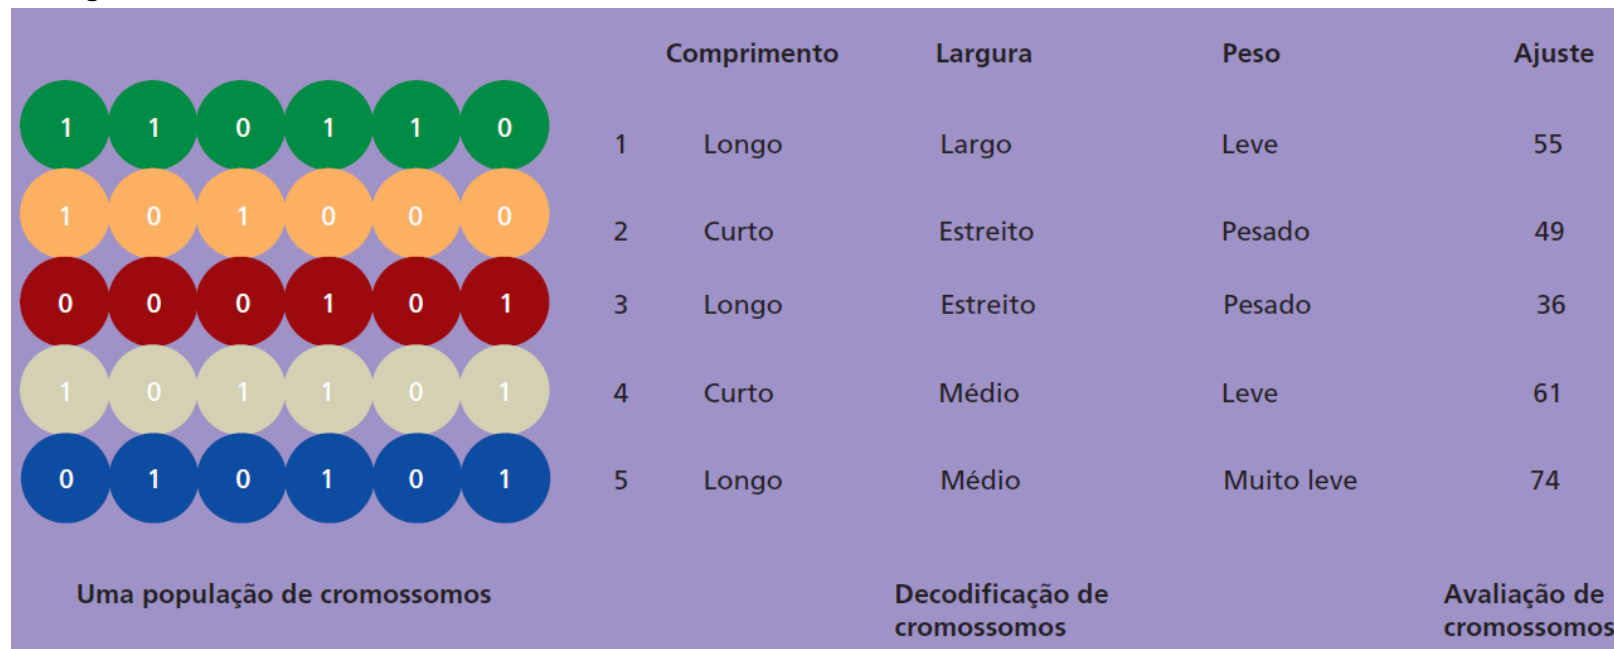 Comprimento Largura Peso Ajuste
1 1 0 1 1 0 1 Longo Largo Leve 55
1 0 1 0 0 0 2 Curto Estreito Pesado 49
0 0 0 1 0 1 3 Longo Estreito Pesado 36
1 0 1 1 0 1 4 Curto Médio Leve 61
0 1 0 1 0 1 5 Longo Médio Muito leve 74
Uma população de cromossomos
Decodificação de
cromossomos
Avaliação de
cromossomos